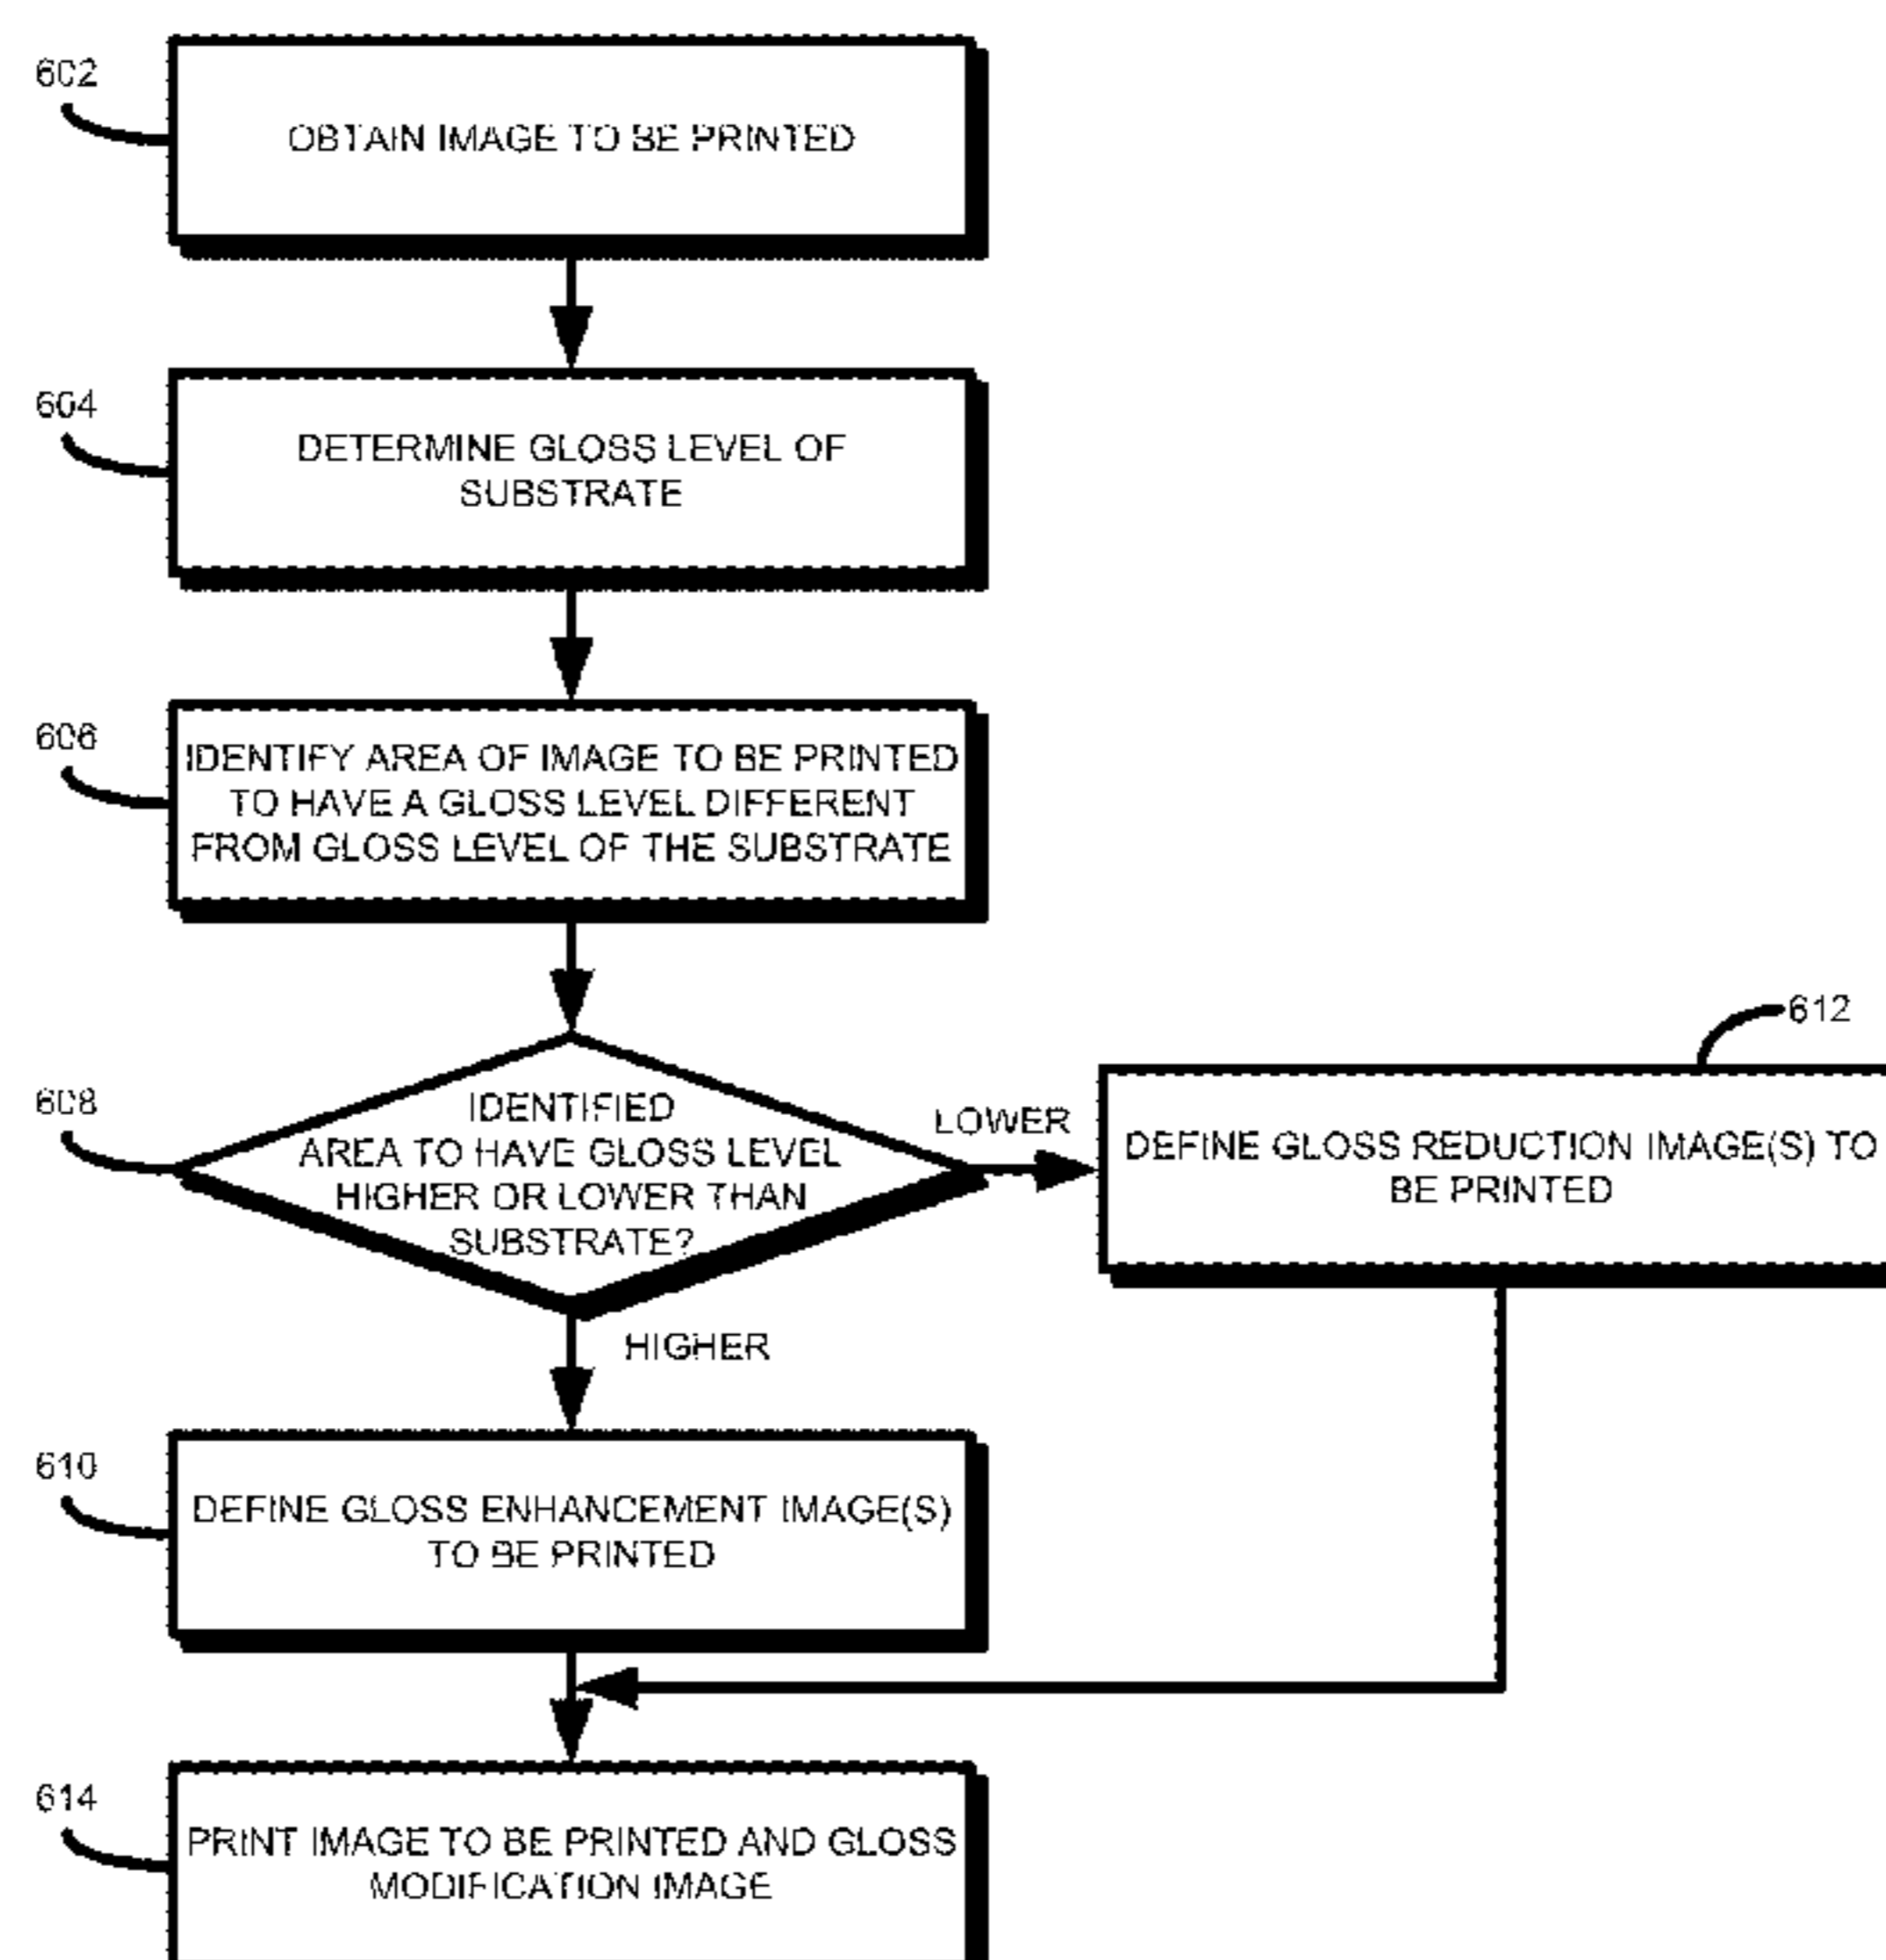 602
OBTAIN IMAGE TO BE PRINTED
604
DETERMINE GLOSS LEVEL OF
SUBSTRATE
606
IDENTIFY AREA OF IMAGE TO BE PRINTED
TO HAVE A GLOSS LEVEL DIFFERENT
FROM GLOSS LEVEL OF THE SUBSTRATE
608
IDENTIFIED
AREA TO HAVE GLOSS LEVEL
HIGHER OR LOWER THAN
SUBSTRATE?
LOWER
612
DEFINE GLOSS REDUCTION IMAGE(S) TO
BE PRINTED
HIGHER
610
DEFINE GLOSS ENHANCEMENT IMAGE(S)
TO BE PRINTED
614
PRINT IMAGE TO BE PRINTED AND GLOSS
MODIFICATION IMAGE